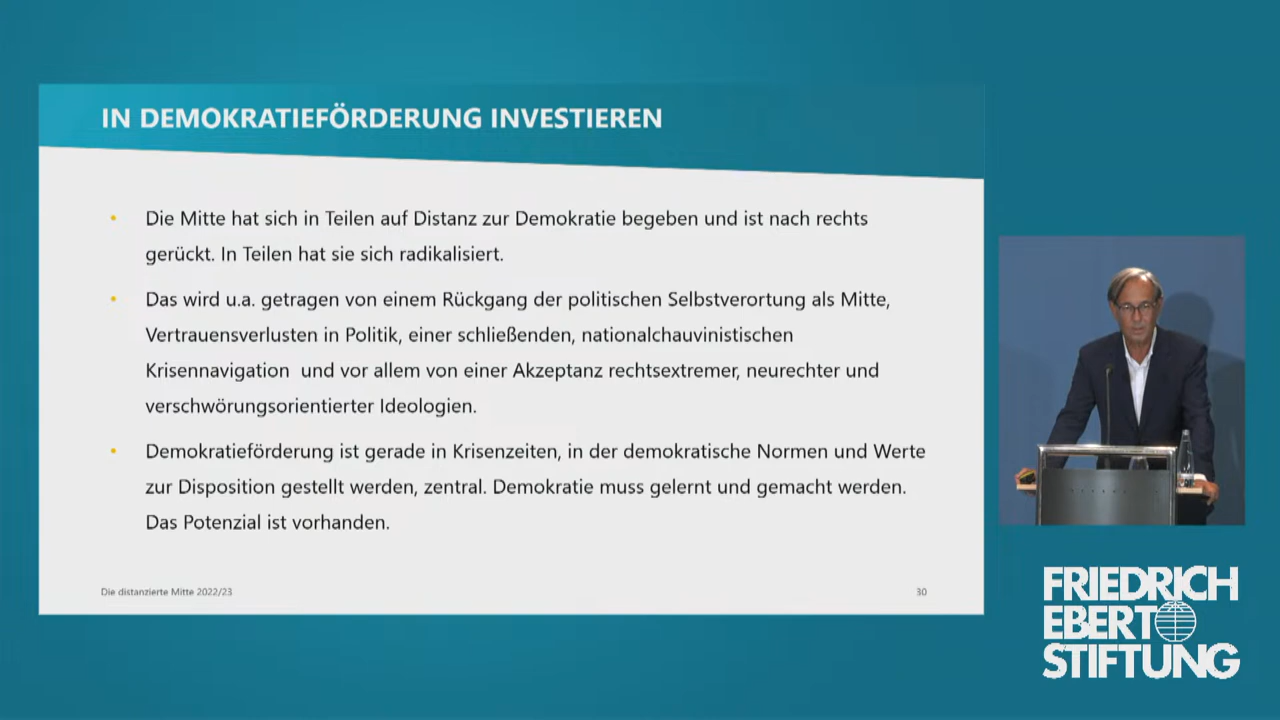 IN DEMOKRATIEFÖRDERUNG INVESTIEREN
• Die Mitte hat sich in Teilen auf Distanz zur Demokratie begeben und ist nach rechts
gerückt. In Teilen hat sie sich radikalisiert.
• Das wird u.a. getragen von einem Rückgang der politischen Selbstverortung als Mitte,
Vertrauensverlusten in Politik, einer schließenden, nationalchauvinistischen
Krisennavigation und vor allem von einer Akzeptanz rechtsextremer, neurechter und
verschwörungsorientierter Ideologien.
• Demokratieförderung ist gerade in Krisenzeiten, in der demokratische Normen und Werte
zur Disposition gestellt werden, zentral. Demokratie muss gelernt und gemacht werden.
Das Potenzial ist vorhanden.
Die distanzierte Mitte 2022/23
30
FRIEDRICH
EBERT
STIFTUNG